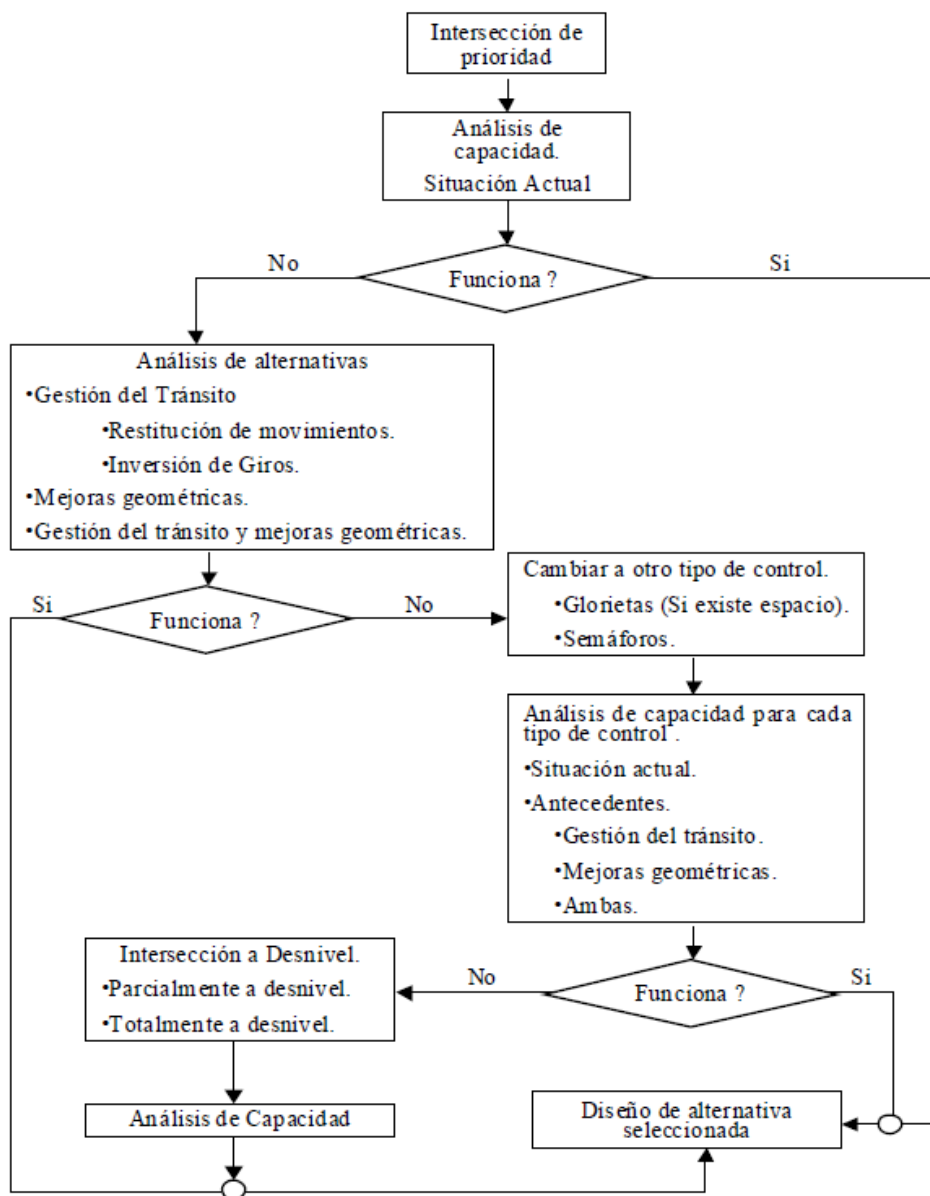 Intersección de
prioridad
Análisis de
capacidad.
Situación Actual
No
Funciona ?
Si
Análisis de alternativas
•Gestión del Tránsito
•Restitución de movimientos.
•Inversión de Giros.
•Mejoras geométricas.
•Gestión del tránsito y mejoras geométricas.
Si
Funciona ?
No
Cambiar a otro tipo de control.
•Glorietas (Si existe espacio).
•Semáforos.
Análisis de capacidad para cada
tipo de control .
•Situación actual.
•Antecedentes.
•Gestión del tránsito.
•Mejoras geométricas.
•Ambas.
Intersección a Desnivel.
•Parcialmente a desnivel.
•Totalmente a desnivel.
No
Funciona ?
Si
Análisis de Capacidad
Diseño de alternativa
seleccionada